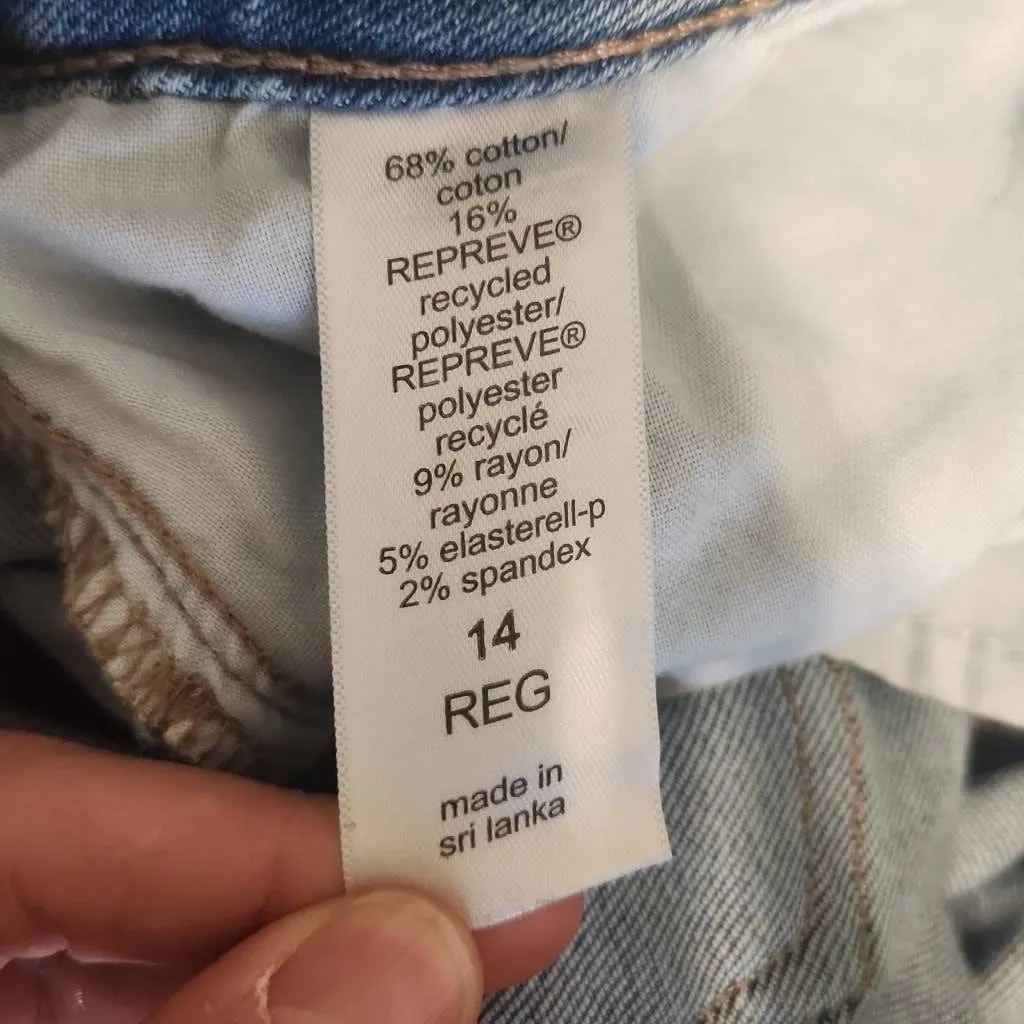 68% cotton/
coton
16%
REPREVE®
recycled
polyester/
REPREVE®
polyester
recyclé
9% rayon/
rayonne
5% elasterell-p
2% spandex
14
REG
made in
sri lanka